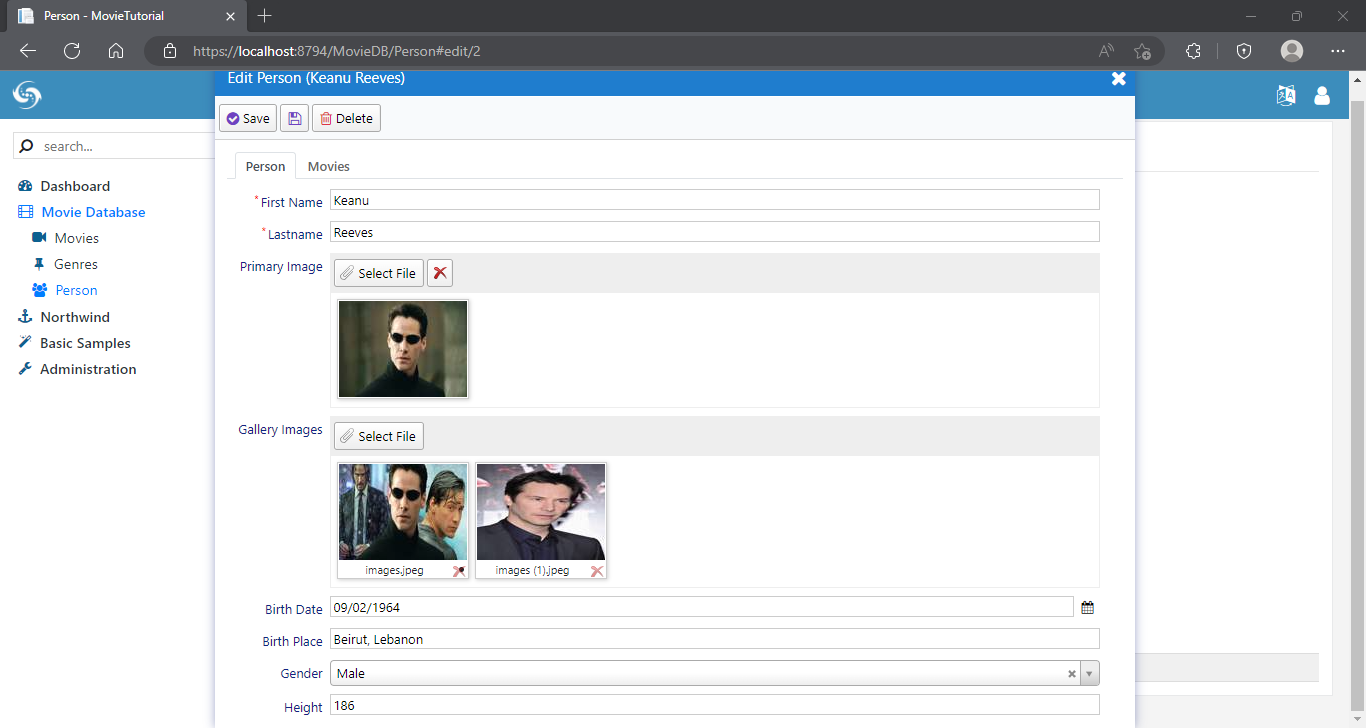 Person - MovieTutorial
https://localhost:8794/MovieDB/Person#edit/2
Edit Person (Keanu Reeves)
Save
Delete
search...
Person
Movies
Dashboard
Movie Database
Movies
Genres
Person
Northwind
Basic Samples
Administration
*First Name
Keanu
*Lastname
Reeves
Primary Image
Select File
Gallery Images
Select File
images.jpeg
images (1).jpeg
Birth Date
09/02/1964
Birth Place
Beirut, Lebanon
Gender
Male
Height
186